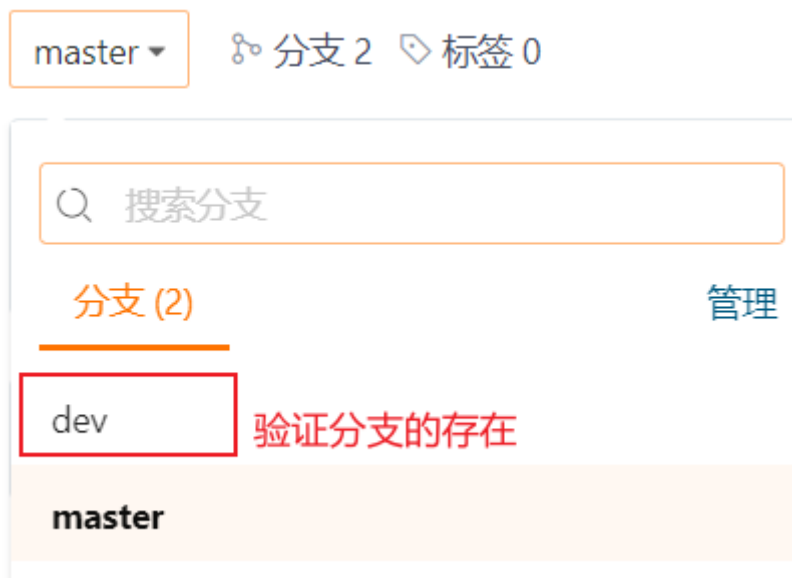 master 分支 2 标签 0
搜索分支
分支 (2) 管理
dev 验证分支的存在
master